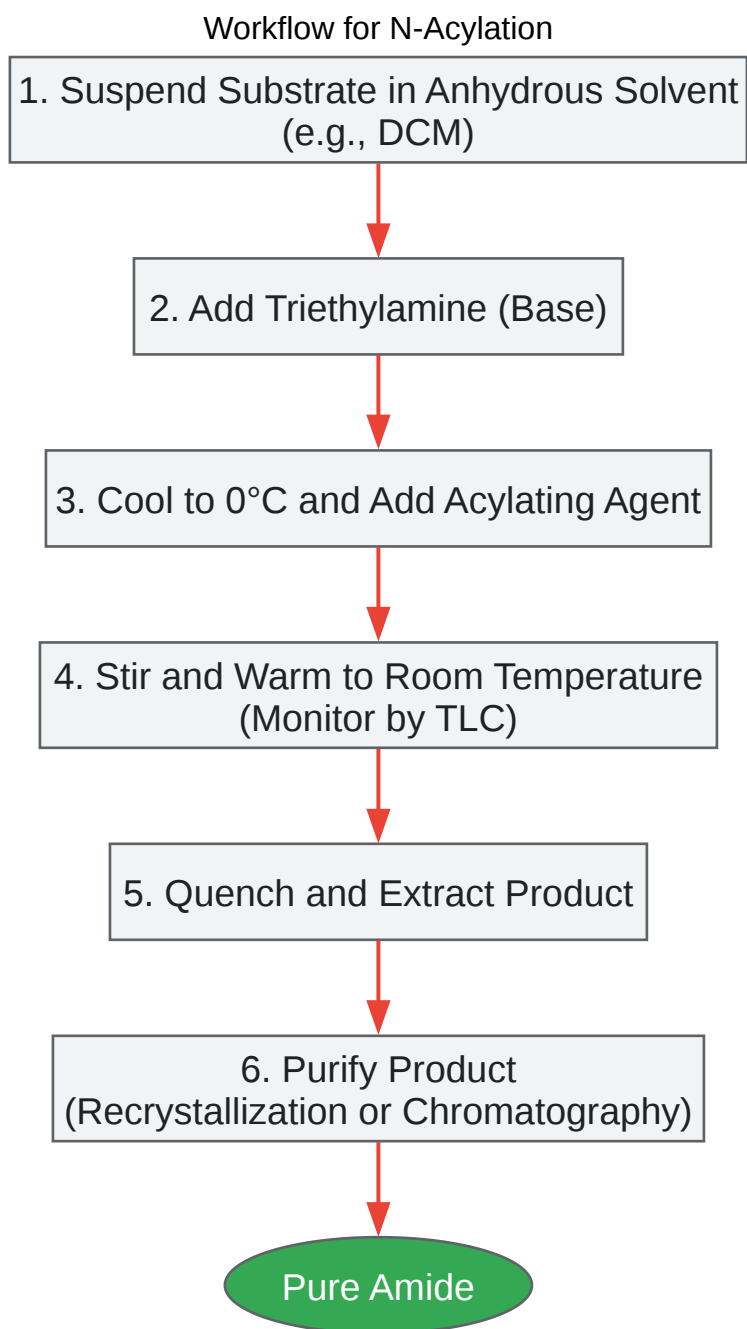 Workflow for N-Acylation
1. Suspend Substrate in Anhydrous Solvent
(e.g., DCM)
2. Add Triethylamine (Base)
3. Cool to 0°C and Add Acylating Agent
4. Stir and Warm to Room Temperature
(Monitor by TLC)
5. Quench and Extract Product
6. Purify Product
(Recrystallization or Chromatography)
Pure Amide